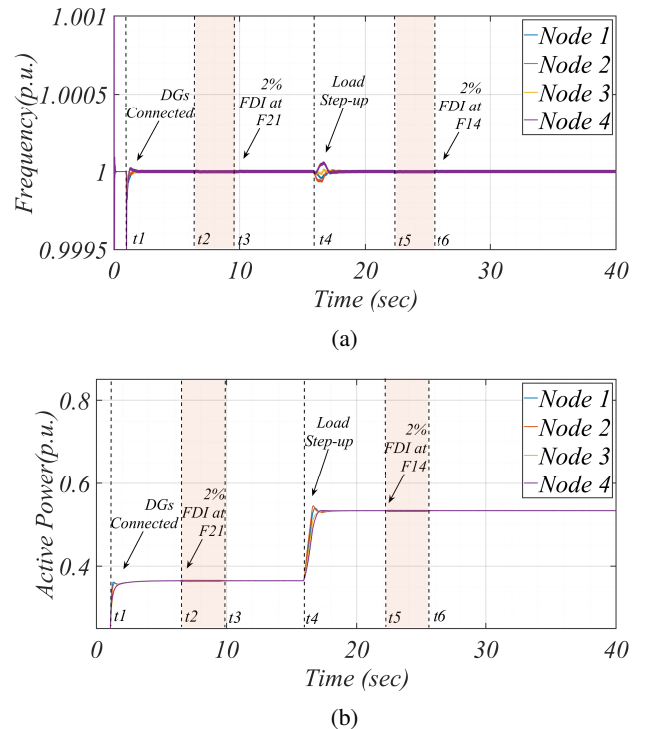 1.001
1.0005
1
0.9995
Frequency(p.u.)
DGs
Connected
2%
FDI at
F21
Load
Step-up
2%
FDI at
F14
Node 1
Node 2
Node 3
Node 4
t1
t2
t3
t4
t5
t6
0
10
20
30
40
Time (sec)
(a)
0.8
0.6
0.4
Active Power(p.u.)
DGs
Connected
2%
FDI at
F21
Load
Step-up
2%
FDI at
F14
Node 1
Node 2
Node 3
Node 4
t1
t2
t3
t4
t5
t6
0
10
20
30
40
Time (sec)
(b)